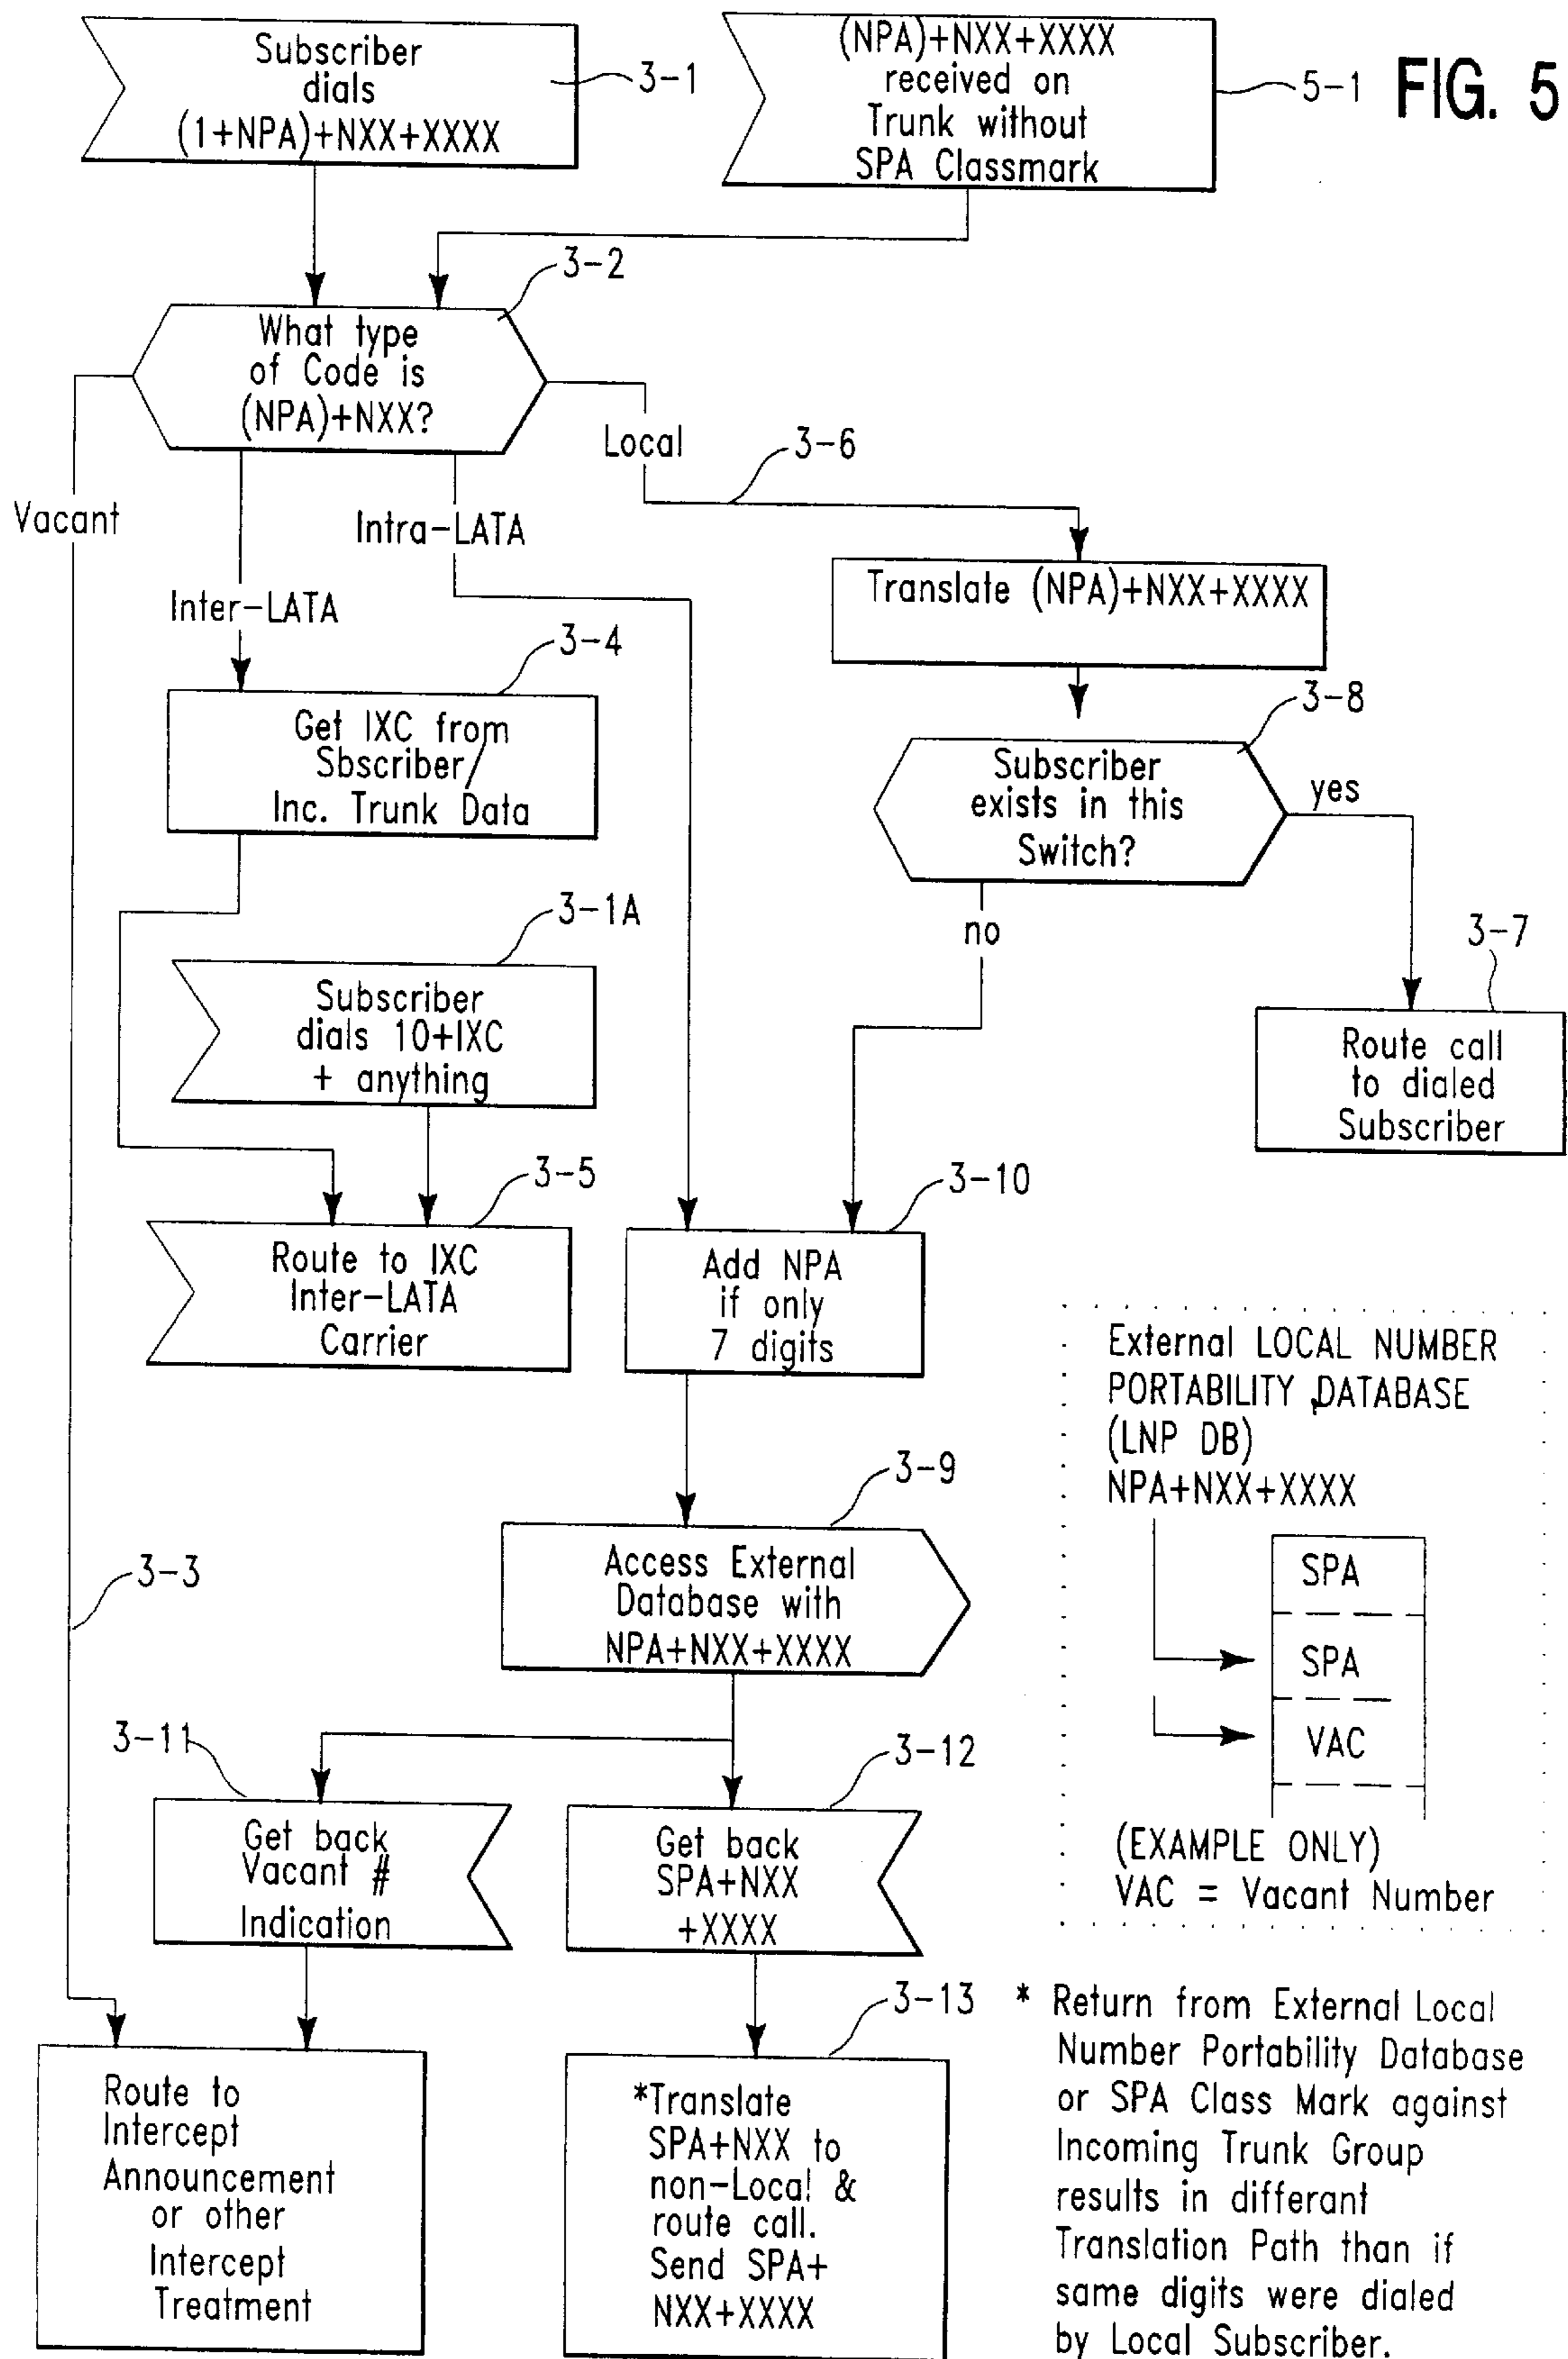 Subscriber
dials
(1+NPA)+NXX+XXXX
3-1
(NPA)+NXX+XXXX
received on
Trunk without
SPA Classmark
5-1
FIG. 5
3-2
What type
of Code is
(NPA)+NXX?
Vacant
Inter-LATA
Intra-LATA
Local
3-6
Translate (NPA)+NXX+XXXX
3-4
Get IXC from
Sbscriber/
Inc. Trunk Data
3-8
Subscriber
exists in this
Switch?
yes
no
3-1A
Subscriber
dials 10+IXC
+ anything
3-7
Route call
to dialed
Subscriber
3-5
Route to IXC
Inter-LATA
Carrier
3-10
Add NPA
if only
7 digits
External LOCAL NUMBER
PORTABILITY DATABASE
(LNP DB)
NPA+NXX+XXXX
SPA
SPA
VAC
(EXAMPLE ONLY)
VAC = Vacant Number
3-9
Access External
Database with
NPA+NXX+XXXX
3-3
3-11
Get back
Vacant #
Indication
3-12
Get back
SPA+NXX
+XXXX
3-13
Route to
Intercept
Announcement
or other
Intercept
Treatment
*Translate
SPA+NXX to
non-Local &
route call.
Send SPA+
NXX+XXXX
* Return from External Local
Number Portability Database
or SPA Class Mark against
Incoming Trunk Group
results in differant
Translation Path than if
same digits were dialed
by Local Subscriber.